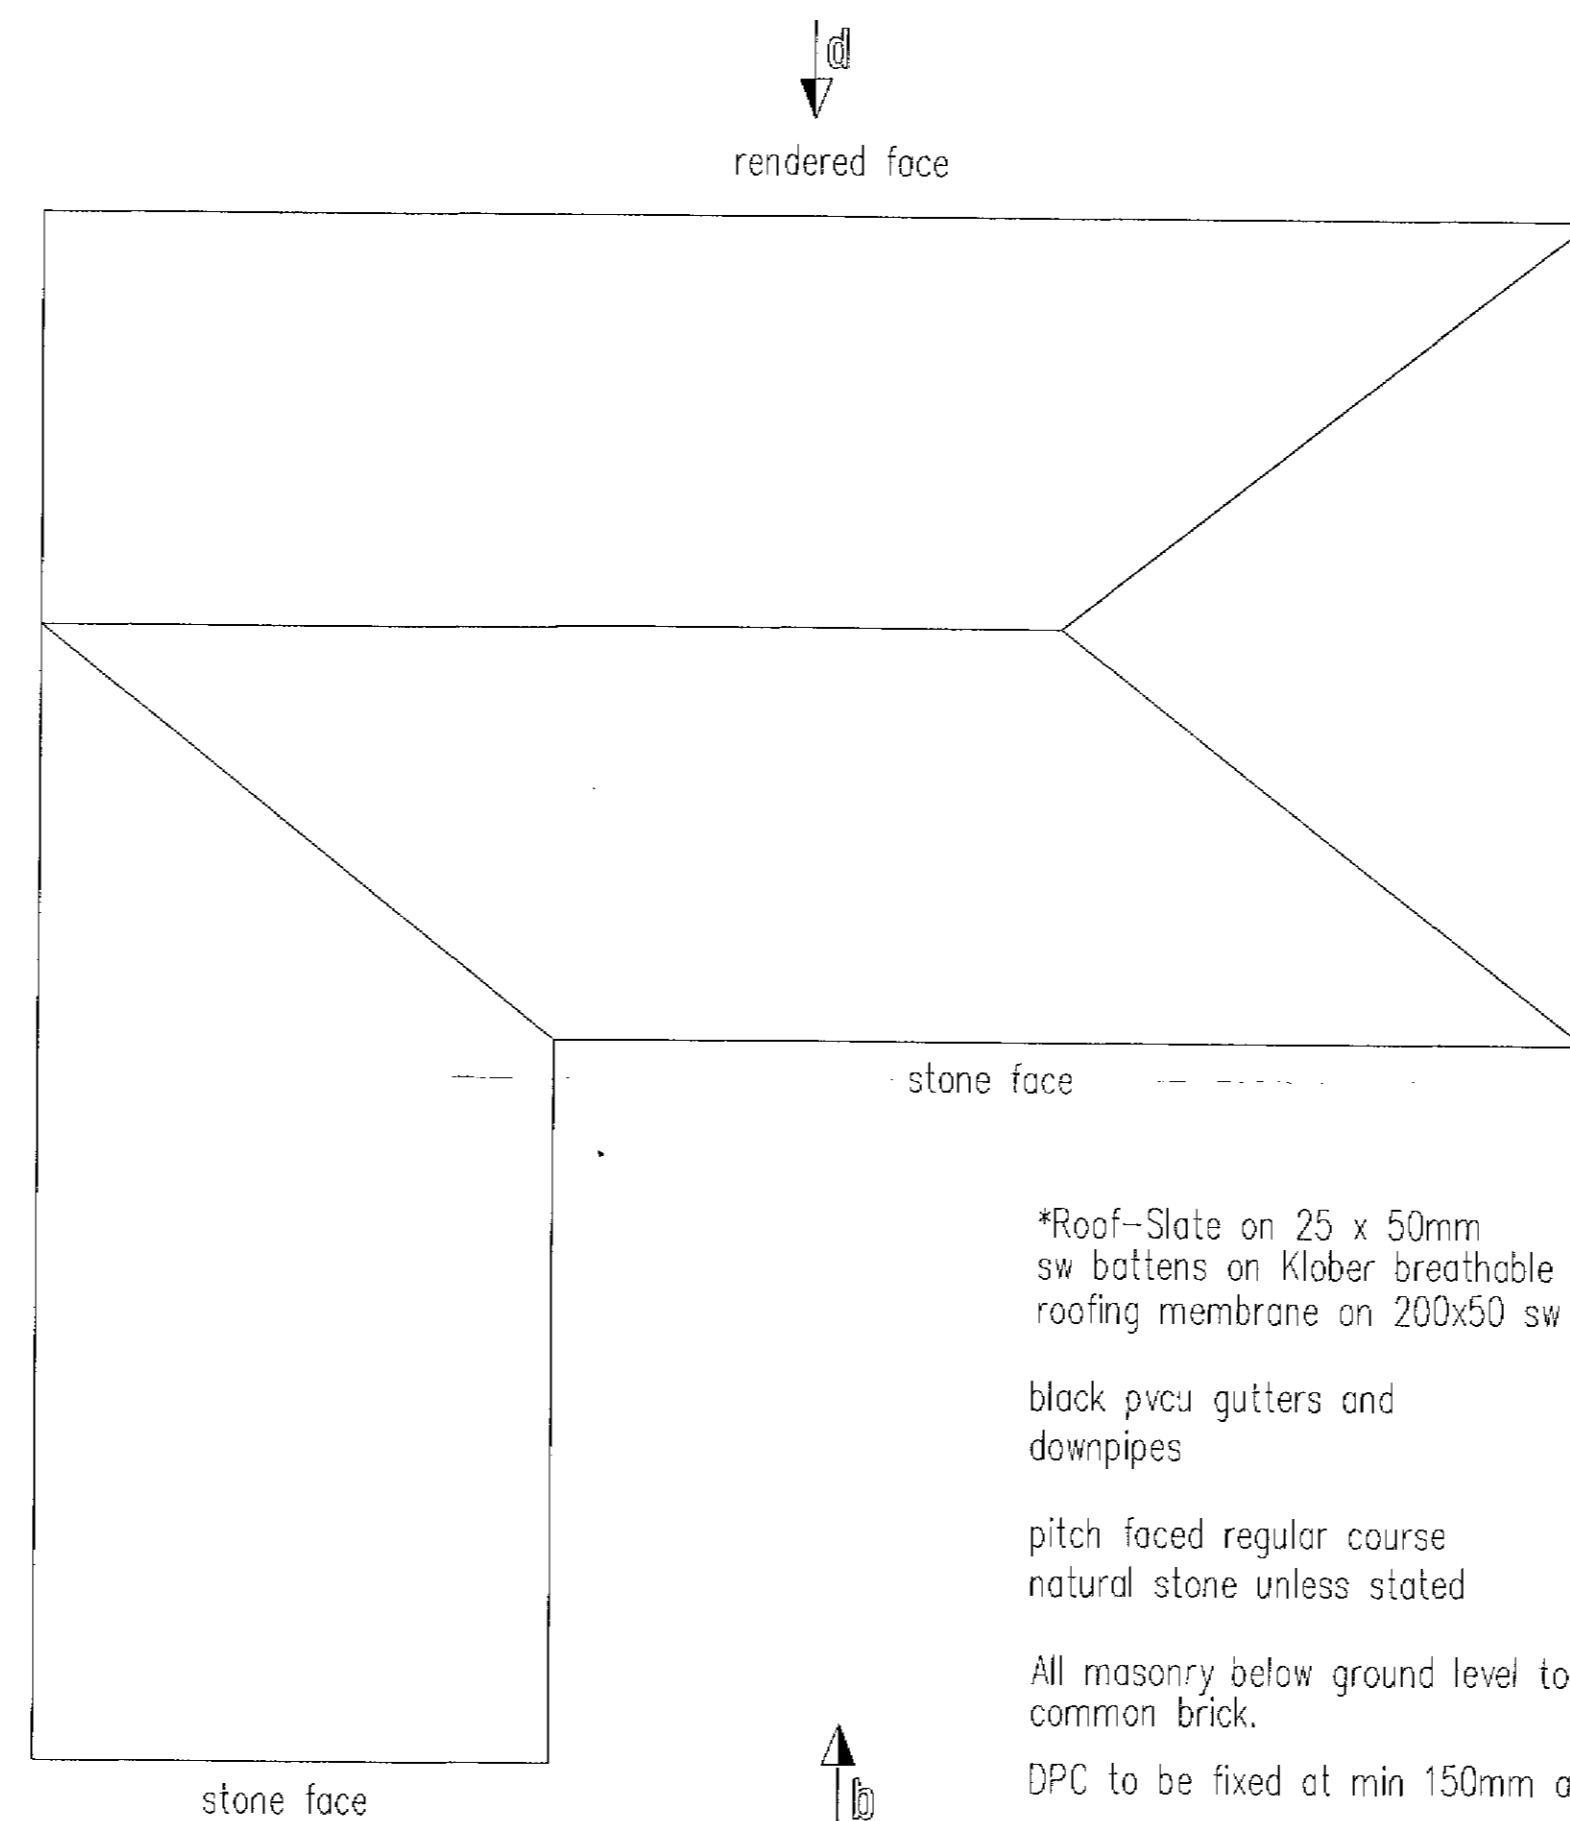 d
rendered face
stone face
*Roof-Slate on 25 x 50mm
sw battens on Klober breathable
roofing membrane on 200x50 sw
black pvcu gutters and
downpipes
pitch faced regular course
natural stone unless stated
All masonry below ground level to
common brick.
DPC to be fixed at min 150mm a
stone face
b